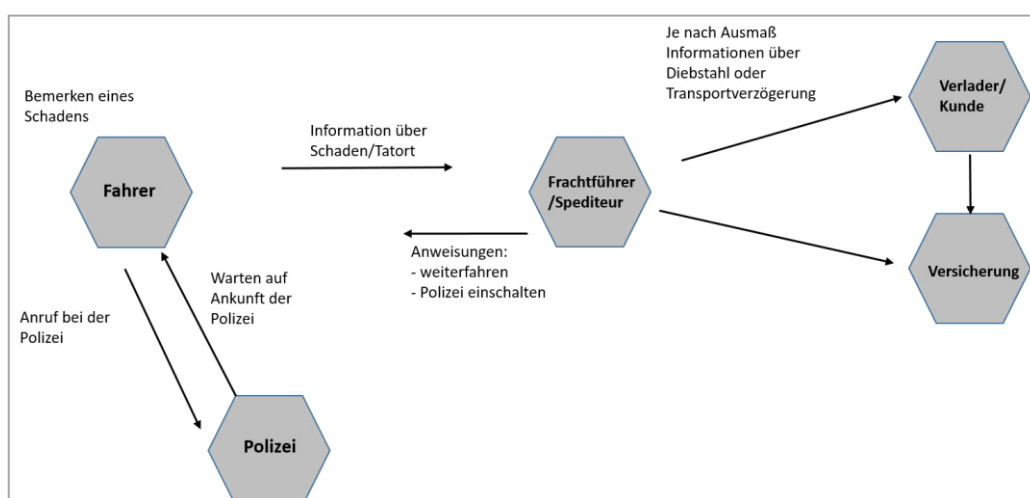 Bemerken eines
Schadens
Fahrer
Information über
Schaden/Tatort
Frachtführer
/Spediteur
Je nach Ausmaß
Informationen über
Diebstahl oder
Transportverzögerung
Verlader/
Kunde
Anweisungen:
- weiterfahren
- Polizei einschalten
Versicherung
Anruf bei der
Polizei
Warten auf
Ankunft der
Polizei
Polizei